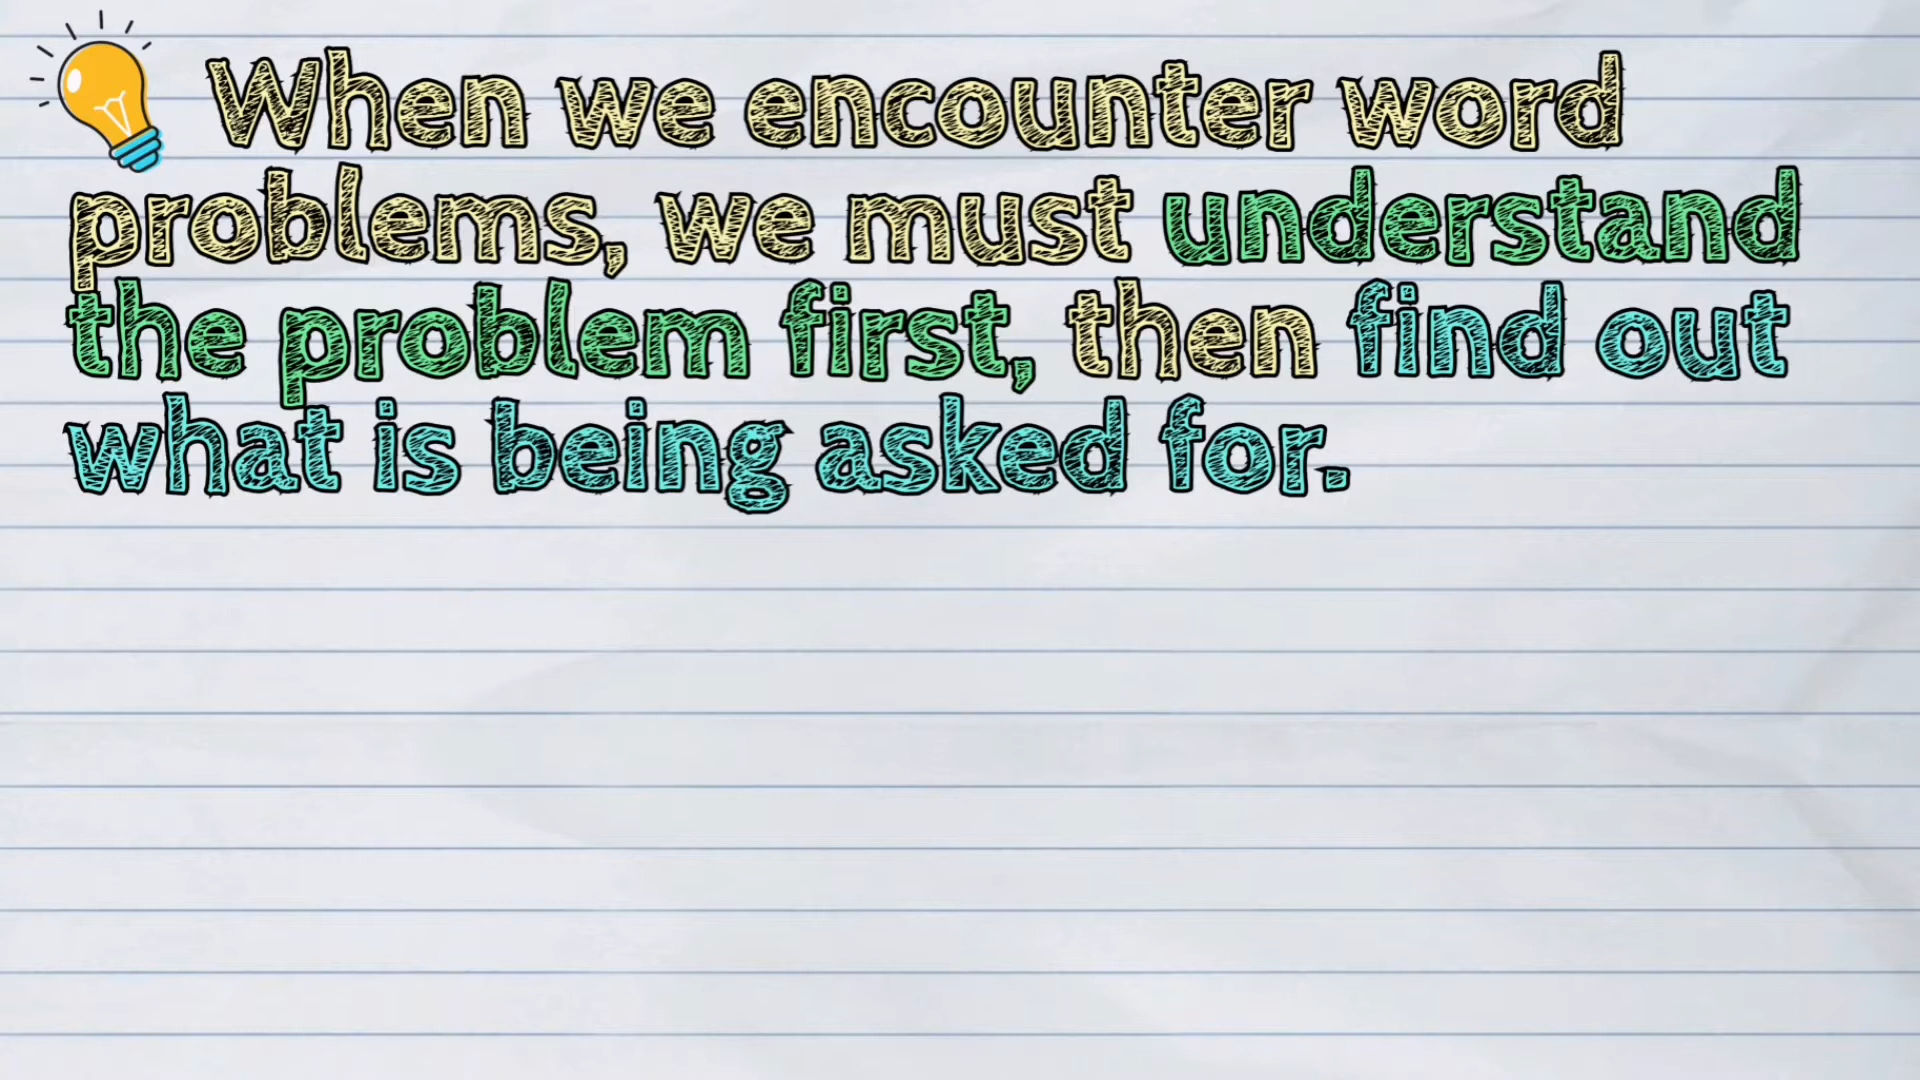 When we encounter word
problems, we must understand
the problem first, then find out
what is being asked for.